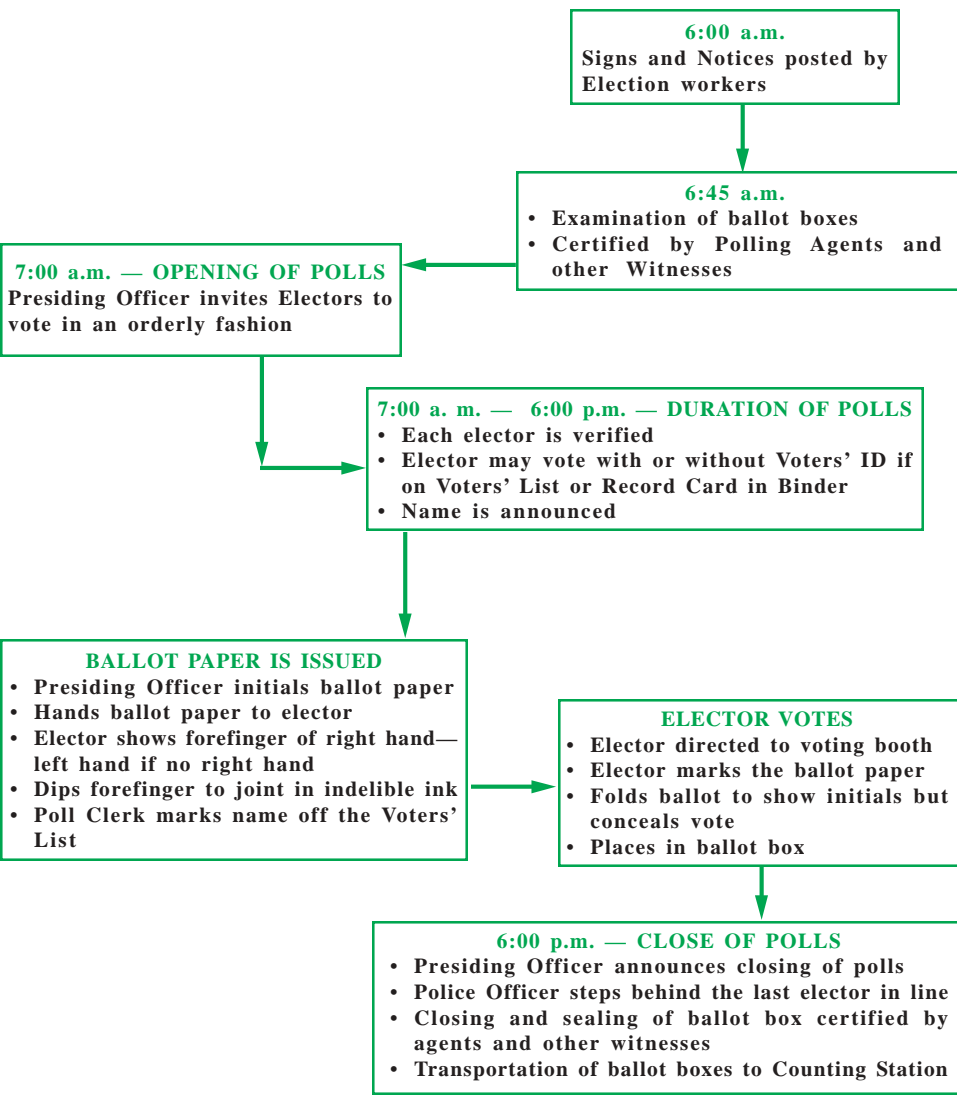 6:00 a.m.
Signs and Notices posted by
Election workers
6:45 a.m.
• Examination of ballot boxes
• Certified by Polling Agents and
other Witnesses
7:00 a.m. — OPENING OF POLLS
Presiding Officer invites Electors to
vote in an orderly fashion
7:00 a. m. — 6:00 p.m. — DURATION OF POLLS
• Each elector is verified
• Elector may vote with or without Voters’ ID if
on Voters’ List or Record Card in Binder
• Name is announced
BALLOT PAPER IS ISSUED
• Presiding Officer initials ballot paper
• Hands ballot paper to elector
• Elector shows forefinger of right hand—
left hand if no right hand
• Dips forefinger to joint in indelible ink
• Poll Clerk marks name off the Voters’
List
ELECTOR VOTES
• Elector directed to voting booth
• Elector marks the ballot paper
• Folds ballot to show initials but
conceals vote
• Places in ballot box
6:00 p.m. — CLOSE OF POLLS
• Presiding Officer announces closing of polls
• Police Officer steps behind the last elector in line
• Closing and sealing of ballot box certified by
agents and other witnesses
• Transportation of ballot boxes to Counting Station